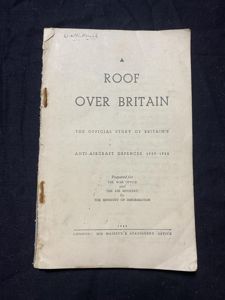 A
ROOF
OVER BRITAIN
THE OFFICIAL STORY OF BRITAIN'S
ANTI-AIRCRAFT DEFENCES 1939-1942
Prepared for
THE WAR OFFICE
and
THE AIR MINISTRY
by
THE MINISTRY OF INFORMATION
1943
LONDON: HIS MAJESTY'S STATIONERY OFFICE